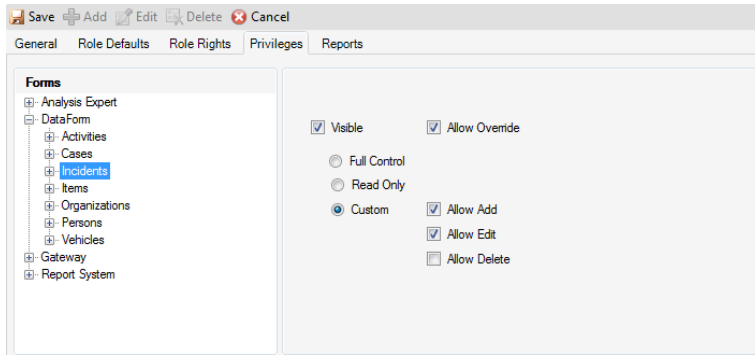 Save Add Edit Delete Cancel
General Role Defaults Role Rights Privileges Reports
Forms
Analysis Expert
DataForm
Activities
Cases
Incidents
Items
Organizations
Persons
Vehicles
Gateway
Report System
Visible Allow Override
Full Control
Read Only
Custom Allow Add
Allow Edit
Allow Delete